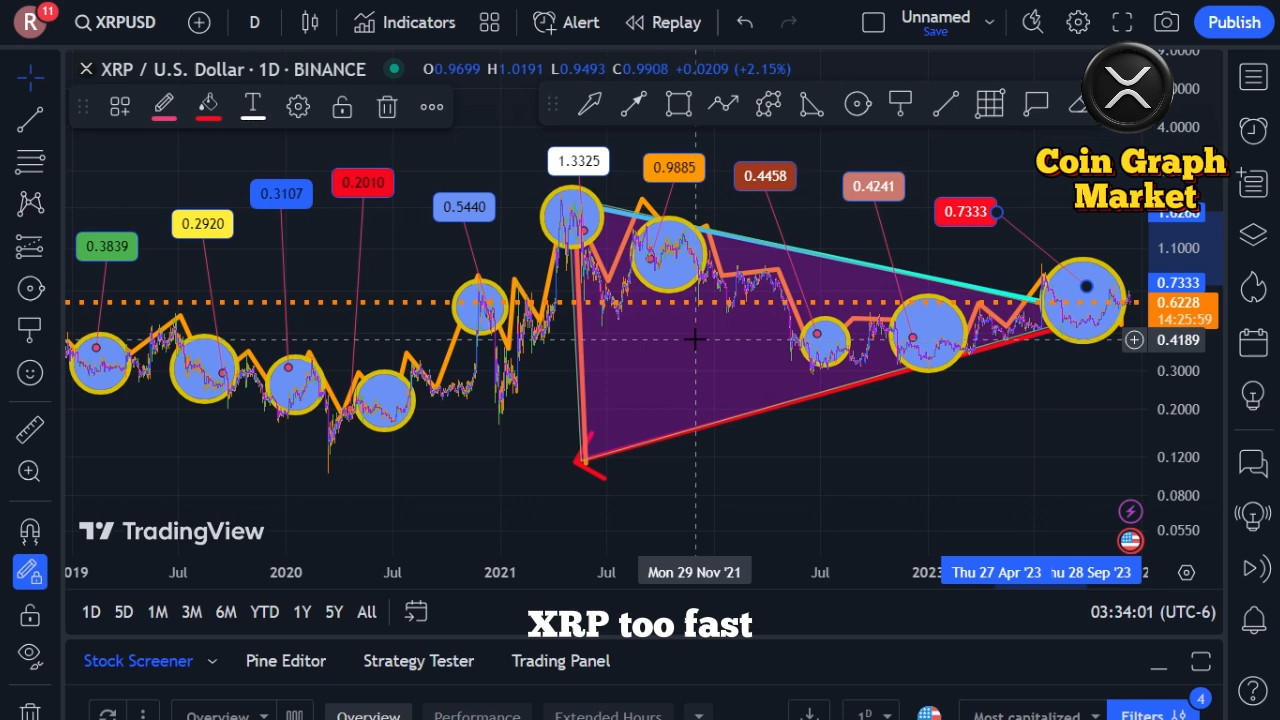 R 11 XRPUSD D Indicators Alert Replay Unnamed Save Publish
XRP / U.S. Dollar · 1D · BINANCE O0.9699 H1.0191 L0.9493 C0.9908 +0.0209 (+2.15%)
T
4.0000
Coin Graph
Market
1.3325
0.9885
0.4458
0.4241
0.2010
0.3107
0.5440
0.7333
0.2920
0.3839
1.1000
0.7333
0.6228
14:25:59
0.4189
0.3000
0.2000
0.1200
0.0800
0.0550
TradingView
2019 Jul 2020 Jul 2021 Jul Mon 29 Nov '21 Jul 2023 Thu 27 Apr '23 Thu 28 Sep '23
1D 5D 1M 3M 6M YTD 1Y 5Y All 03:34:01 (UTC-6)
XRP too fast
Stock Screener Pine Editor Strategy Tester Trading Panel
4
Overview Overview Performance Extended Hours 1D Most capitalized Filters